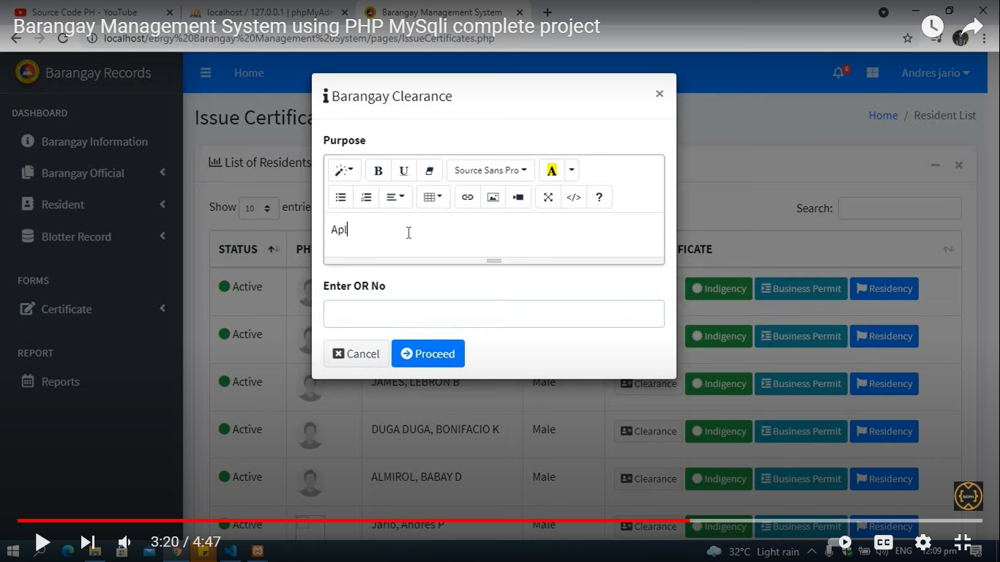 Source Code PH - YouTube
localhost / 127.0.0.1 | phpMyAdm
Barangay Management System
Barangay Management System using PHP MySqli complete project
localhost/eBrgy%20Barangay%20Management%20System/pages/IssueCertificates.php
Barangay Records
Home
6
Andres jario
DASHBOARD
Barangay Information
Barangay Official
Resident
Blotter Record
FORMS
Certificate
REPORT
Reports
Issue Certifica
Home / Resident List
List of Residents
Show 10 entrie
Search:
STATUS PH FICATE
Barangay Clearance
Purpose
B U Source Sans Pro A
</> ?
Apl
Enter OR No
Cancel Proceed
Active Indigency Business Permit Residency
Active Indigency Business Permit Residency
Active JAMES, LEBRON B Male Clearance Indigency Business Permit Residency
Active DUGA DUGA, BONIFACIO K Male Clearance Indigency Business Permit Residency
Active ALMIROL, BABAY D Male Clearance Indigency Business Permit Residency
Active Jario, Andres P Male Clearance Indigency Business Permit Residency
SCPH
3:20 / 4:47
CC
32°C Light rain ENG 12:09 pm